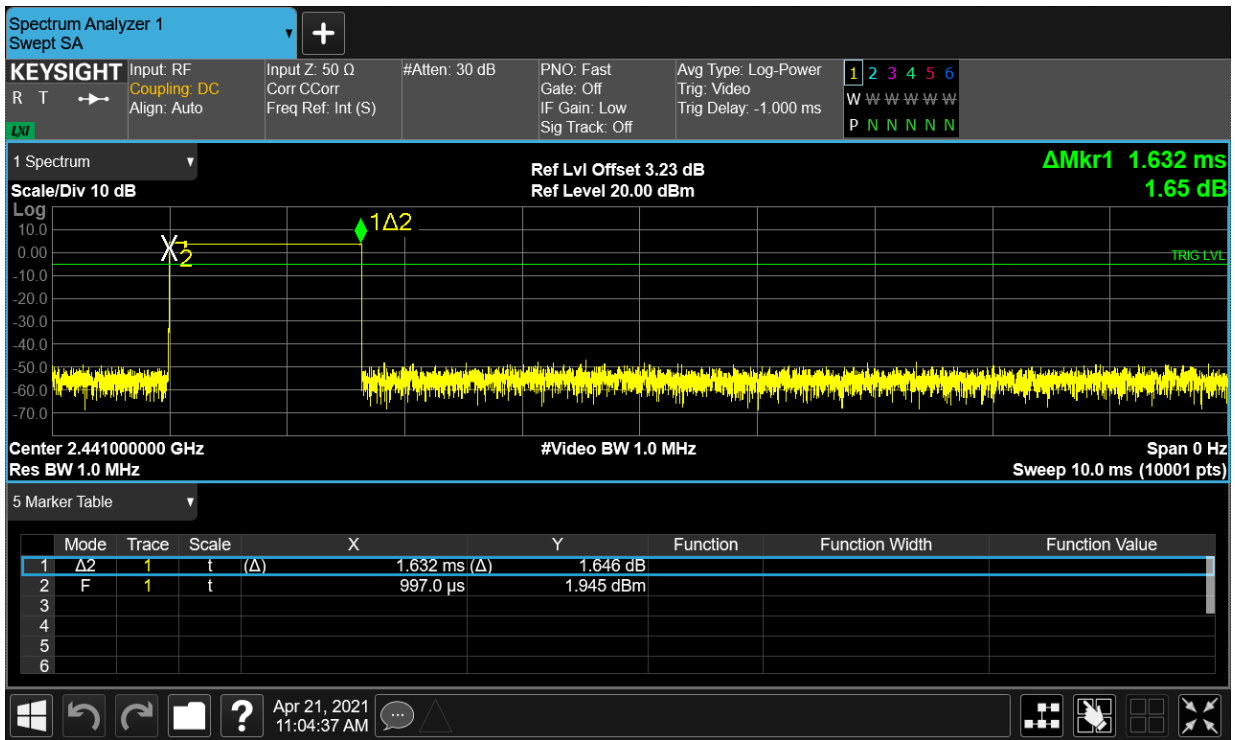 Spectrum Analyzer 1
Swept SA
▼
+
KEYSIGHT
R T
LXI
Input: RF
Coupling: DC
Align: Auto
Input Z: 50 Ω
Corr CCorr
Freq Ref: Int (S)
#Atten: 30 dB
PNO: Fast
Gate: Off
IF Gain: Low
Sig Track: Off
Avg Type: Log-Power
Trig: Video
Trig Delay: -1.000 ms
1 2 3 4 5 6
W W W W W W
P N N N N N
1 Spectrum ▼
Scale/Div 10 dB
Ref Lvl Offset 3.23 dB
Ref Level 20.00 dBm
ΔMkr1 1.632 ms
1.65 dB
Log
10.0
0.00
-10.0
-20.0
-30.0
-40.0
-50.0
-60.0
-70.0
1Δ2
2
TRIG LVL
Center 2.441000000 GHz
Res BW 1.0 MHz
#Video BW 1.0 MHz
Span 0 Hz
Sweep 10.0 ms (10001 pts)
5 Marker Table ▼
Mode Trace Scale X Y Function Function Width Function Value
1 Δ2 1 t (Δ) 1.632 ms (Δ) 1.646 dB
2 F 1 t 997.0 µs 1.945 dBm
3
4
5
6
?
Apr 21, 2021
11:04:37 AM